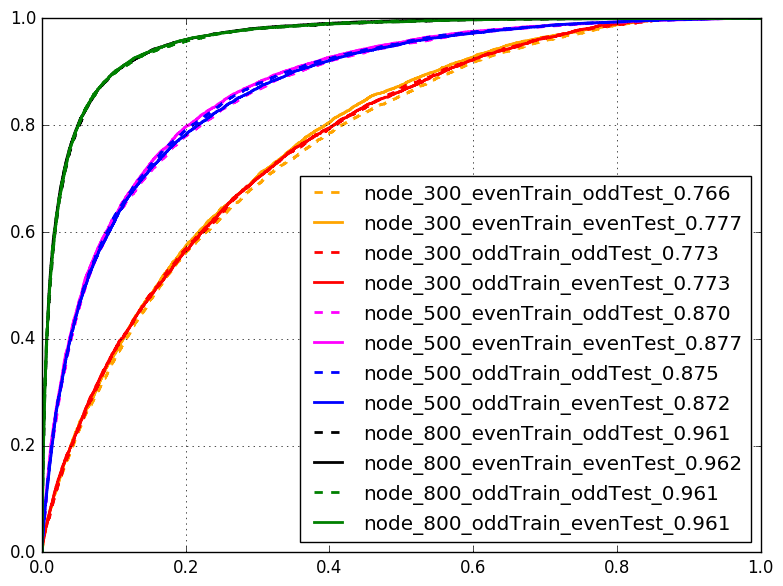 1.0
0.8
0.6
0.4
0.2
0.0
node_300_evenTrain_oddTest_0.766
node_300_evenTrain_evenTest_0.777
node_300_oddTrain_oddTest_0.773
node_300_oddTrain_evenTest_0.773
node_500_evenTrain_oddTest_0.870
node_500_evenTrain_evenTest_0.877
node_500_oddTrain_oddTest_0.875
node_500_oddTrain_evenTest_0.872
node_800_evenTrain_oddTest_0.961
node_800_evenTrain_evenTest_0.962
node_800_oddTrain_oddTest_0.961
node_800_oddTrain_evenTest_0.961
0.0 0.2 0.4 0.6 0.8 1.0